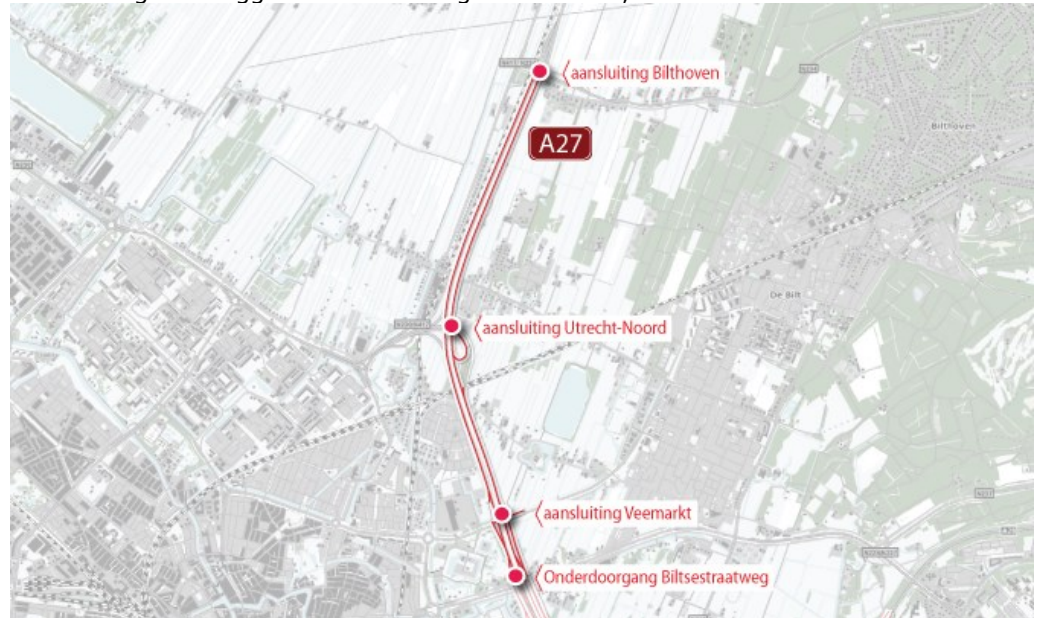 aansluiting Bilthoven
A27
Bilthoven
De Bilt
aansluiting Utrecht-Noord
aansluiting Veemarkt
Onderdoorgang Biltsestraatweg